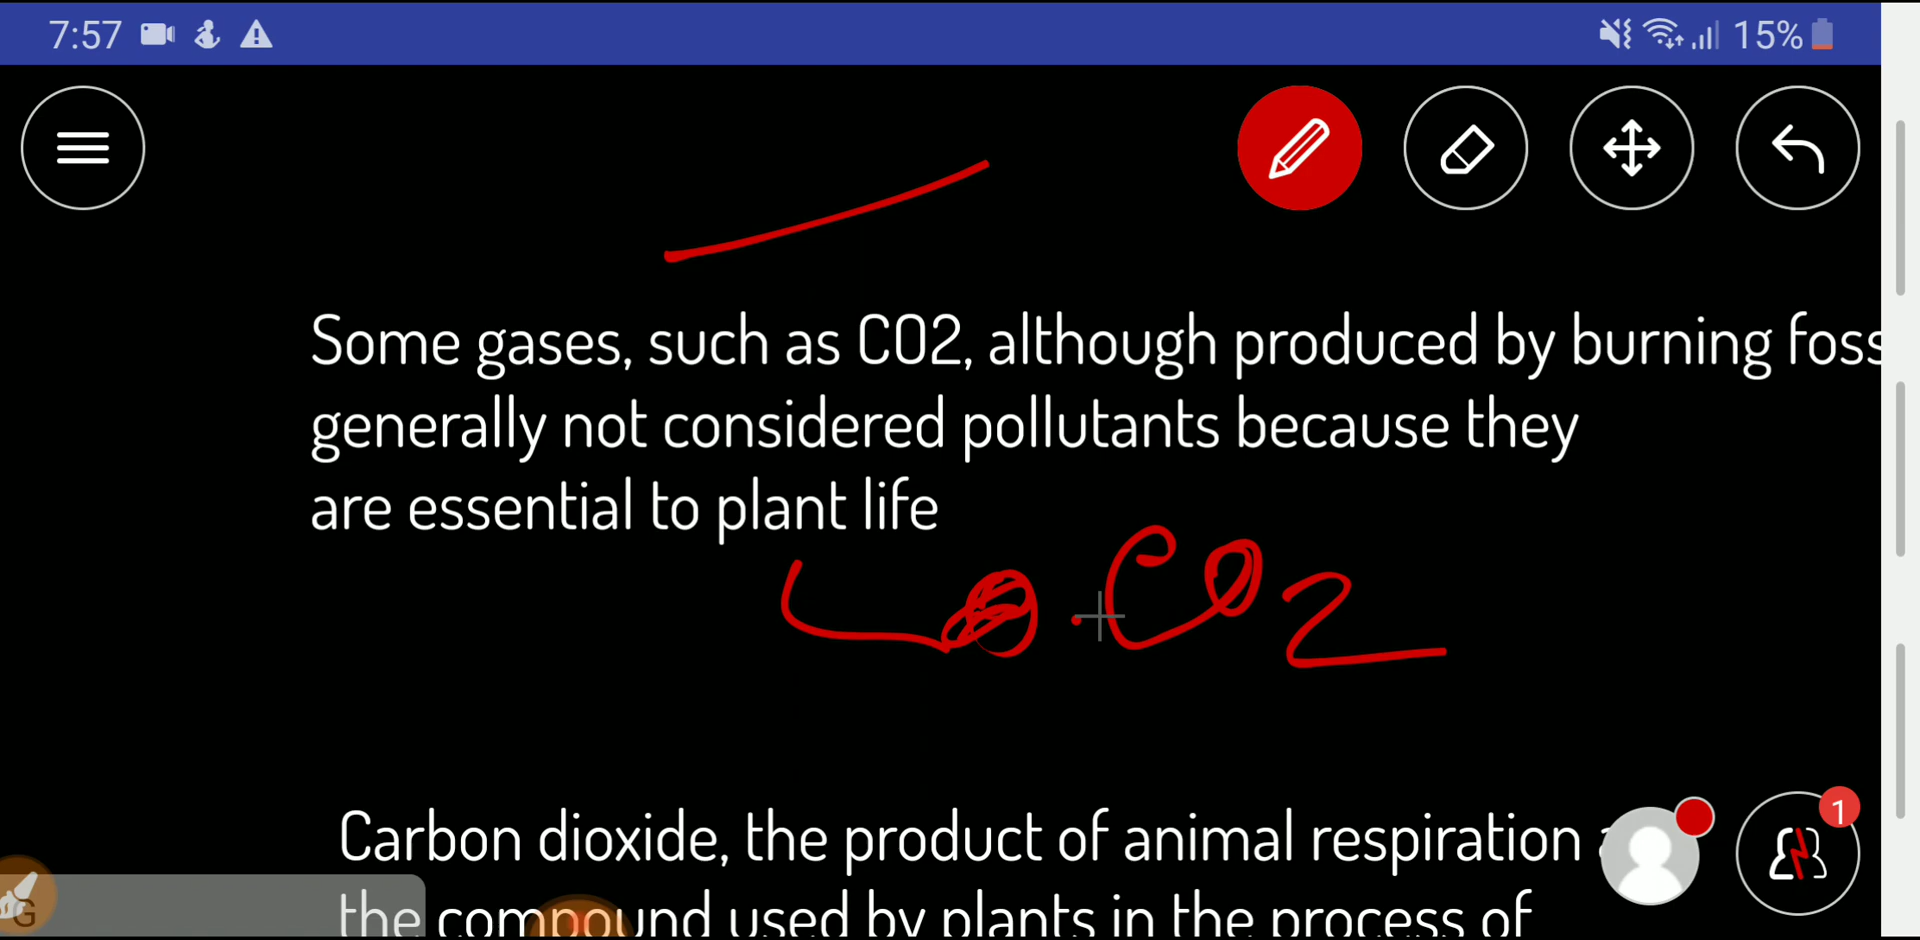 7:57 15%
Some gases, such as CO2, although produced by burning foss
generally not considered pollutants because they
are essential to plant life
CO2
Carbon dioxide, the product of animal respiration
1
the compound used by plants in the process of
G